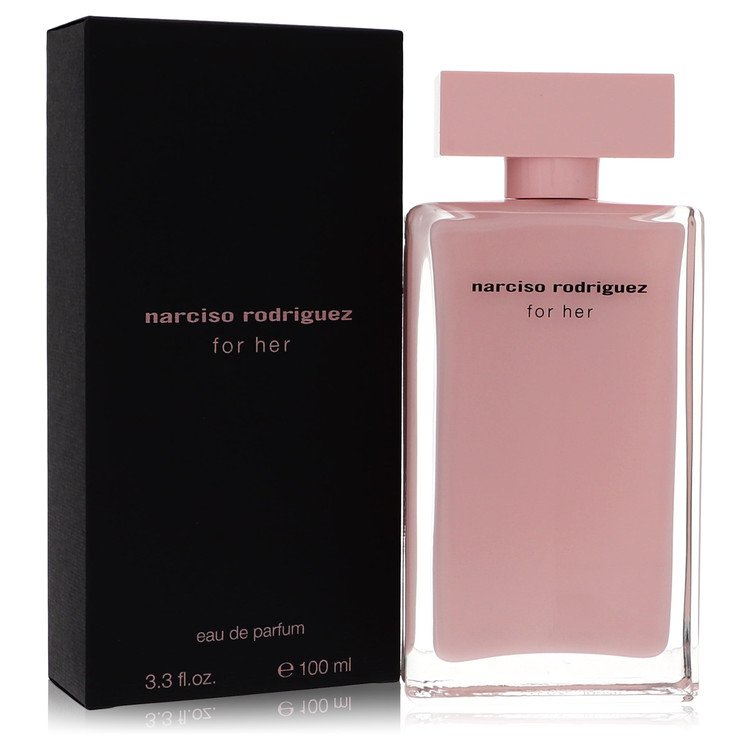 narciso rodriguez
for her
eau de parfum
3.3 fl.oz. ℮ 100 ml
narciso rodriguez
for her